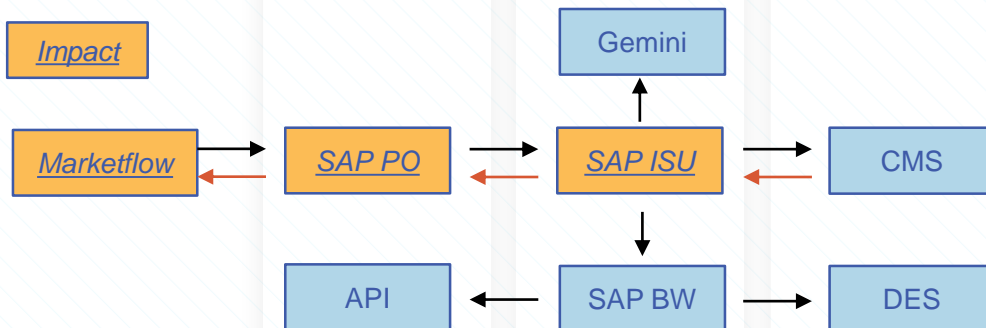 Gemini
Impact
Marketflow
SAP PO
SAP ISU
CMS
API
SAP BW
DES